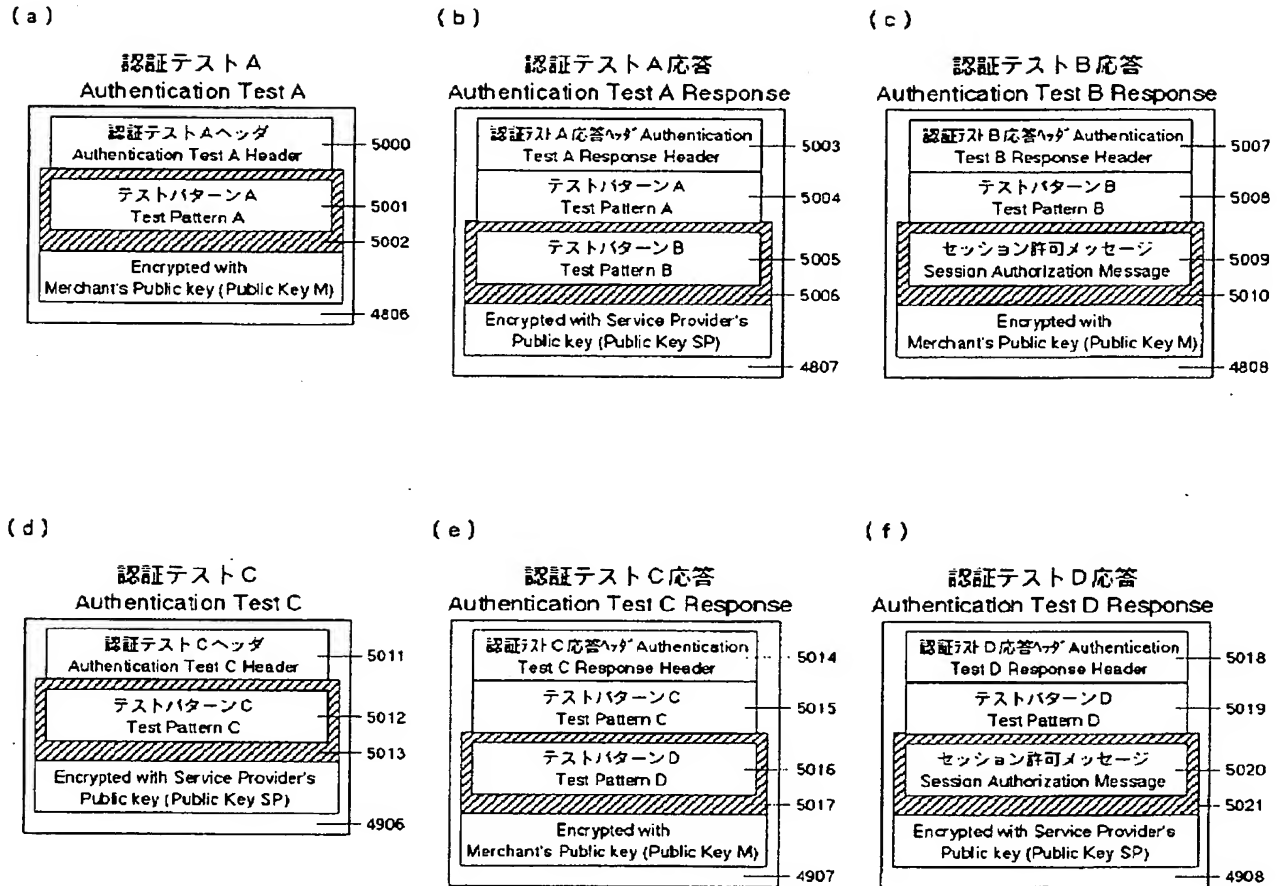 (a)
認証テストA
Authentication Test A
認証テストAヘッダ
Authentication Test A Header
5000
テストパターンA
Test Pattern A
5001
5002
Encrypted with
Merchant's Public key (Public Key M)
4806
(b)
認証テストA応答
Authentication Test A Response
認証テストA応答ヘッダ Authentication
Test A Response Header
5003
テストパターンA
Test Pattern A
5004
テストパターンB
Test Pattern B
5005
5006
Encrypted with Service Provider's
Public key (Public Key SP)
4807
(c)
認証テストB応答
Authentication Test B Response
認証テストB応答ヘッダ Authentication
Test B Response Header
5007
テストパターンB
Test Pattern B
5008
セッション許可メッセージ
Session Authorization Message
5009
5010
Encrypted with
Merchant's Public key (Public Key M)
4808
(d)
認証テストC
Authentication Test C
認証テストCヘッダ
Authentication Test C Header
5011
テストパターンC
Test Pattern C
5012
5013
Encrypted with Service Provider's
Public key (Public Key SP)
4906
(e)
認証テストC応答
Authentication Test C Response
認証テストC応答ヘッダ Authentication
Test C Response Header
5014
テストパターンC
Test Pattern C
5015
テストパターンD
Test Pattern D
5016
5017
Encrypted with
Merchant's Public key (Public Key M)
4907
(f)
認証テストD応答
Authentication Test D Response
認証テストD応答ヘッダ Authentication
Test D Response Header
5018
テストパターンD
Test Pattern D
5019
セッション許可メッセージ
Session Authorization Message
5020
5021
Encrypted with Service Provider's
Public key (Public Key SP)
4908